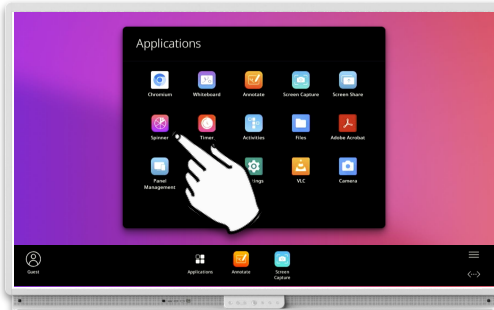 Applications
Chromium Whiteboard Annotate Screen Capture Screen Share
Spinner Timer Activities Files Adobe Acrobat
Panel
Management
ings VLC Camera
Guest
Applications Annotate Screen
Capture